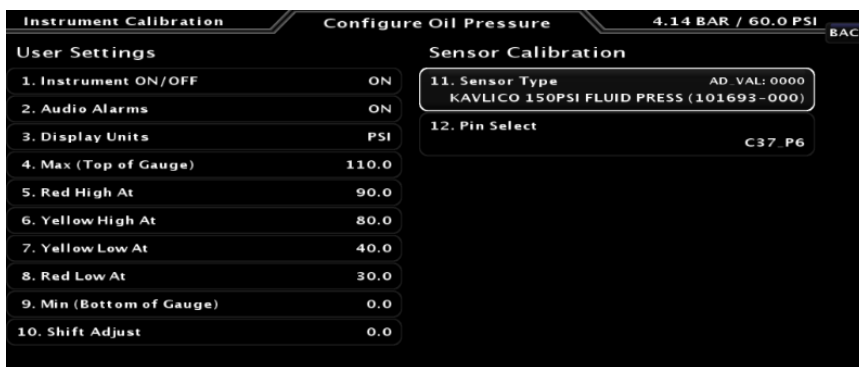 Instrument Calibration Configure Oil Pressure 4.14 BAR / 60.0 PSI
BAC
User Settings
1. Instrument ON/OFF ON
2. Audio Alarms ON
3. Display Units PSI
4. Max (Top of Gauge) 110.0
5. Red High At 90.0
6. Yellow High At 80.0
7. Yellow Low At 40.0
8. Red Low At 30.0
9. Min (Bottom of Gauge) 0.0
10. Shift Adjust 0.0
Sensor Calibration
11. Sensor Type AD_VAL: 0000
KAVLICO 150PSI FLUID PRESS (101693-000)
12. Pin Select
C37_P6